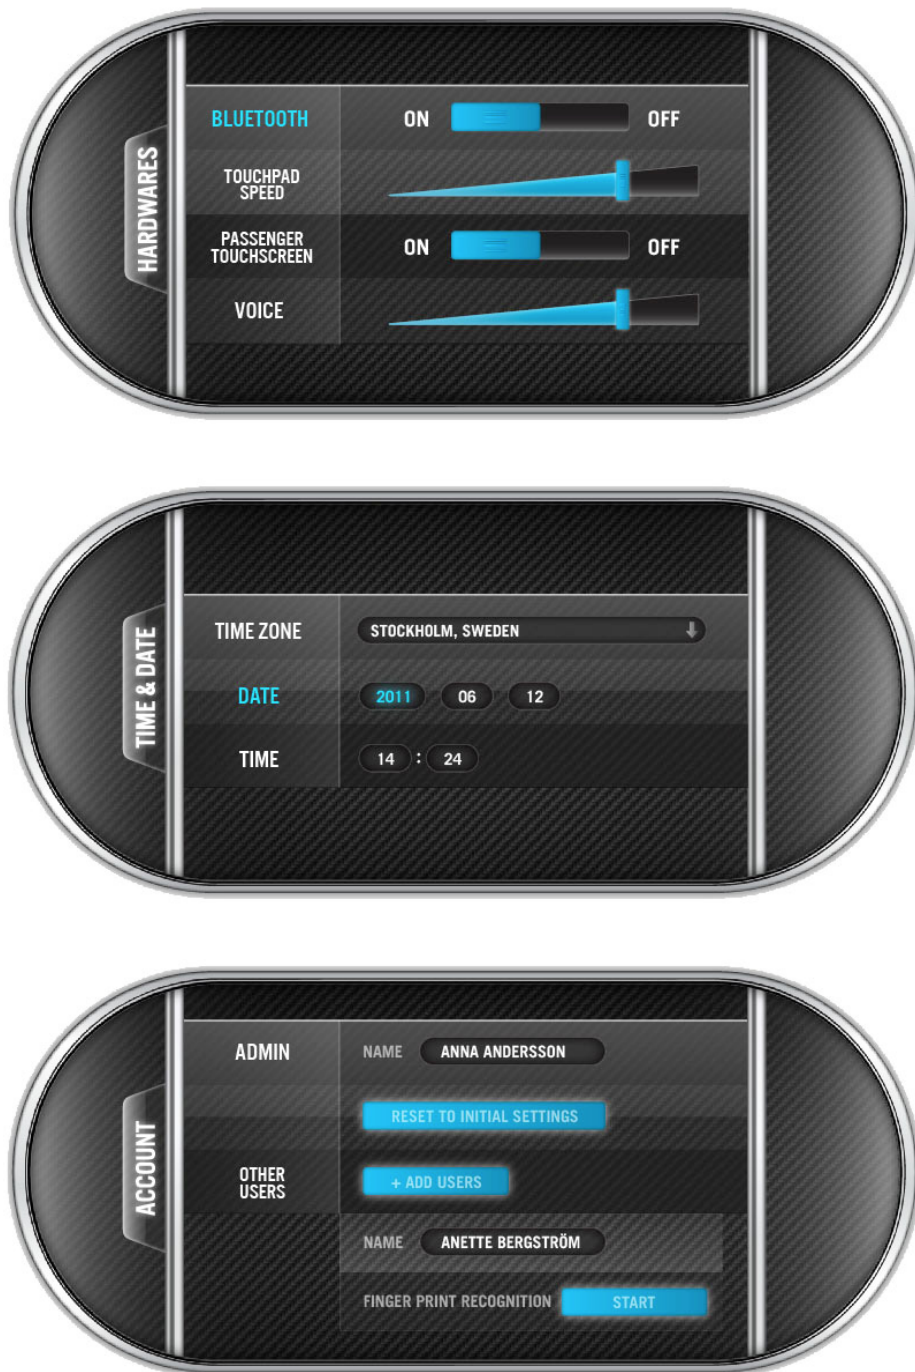 HARDWARES
BLUETOOTH
ON
OFF
TOUCHPAD
SPEED
PASSENGER
TOUCHSCREEN
ON
OFF
VOICE
TIME & DATE
TIME ZONE
STOCKHOLM, SWEDEN
DATE
2011 06 12
TIME
14 : 24
ACCOUNT
ADMIN
NAME ANNA ANDERSSON
RESET TO INITIAL SETTINGS
OTHER
USERS
+ ADD USERS
NAME ANETTE BERGSTRÖM
FINGER PRINT RECOGNITION START